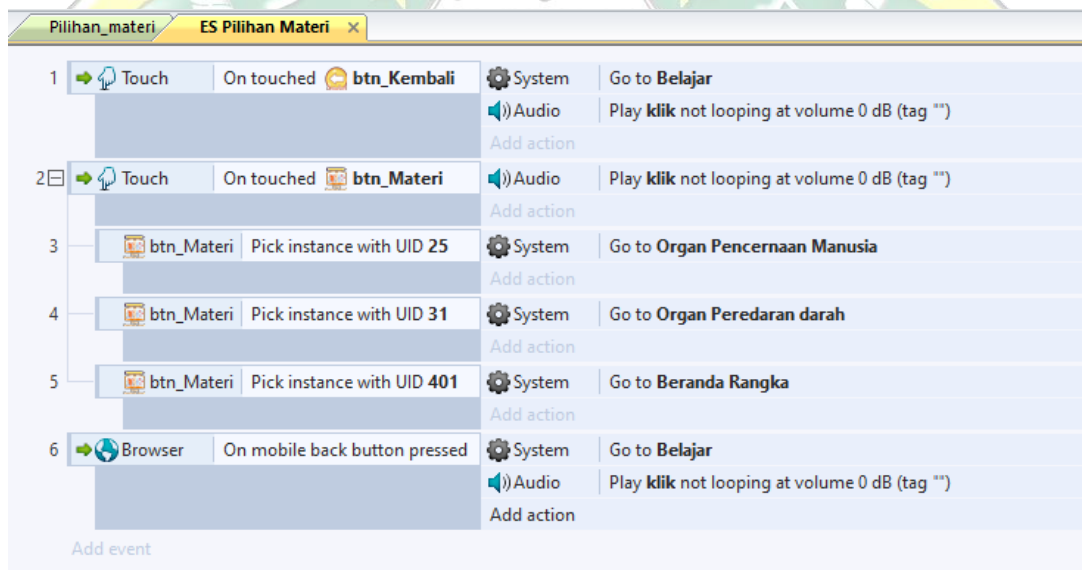 Pilihan_materi ES Pilihan Materi ×
1 Touch On touched btn_Kembali System Go to Belajar
Audio Play klik not looping at volume 0 dB (tag "")
Add action
2 Touch On touched btn_Materi Audio Play klik not looping at volume 0 dB (tag "")
Add action
3 btn_Materi Pick instance with UID 25 System Go to Organ Pencernaan Manusia
Add action
4 btn_Materi Pick instance with UID 31 System Go to Organ Peredaran darah
Add action
5 btn_Materi Pick instance with UID 401 System Go to Beranda Rangka
Add action
6 Browser On mobile back button pressed System Go to Belajar
Audio Play klik not looping at volume 0 dB (tag "")
Add action
Add event